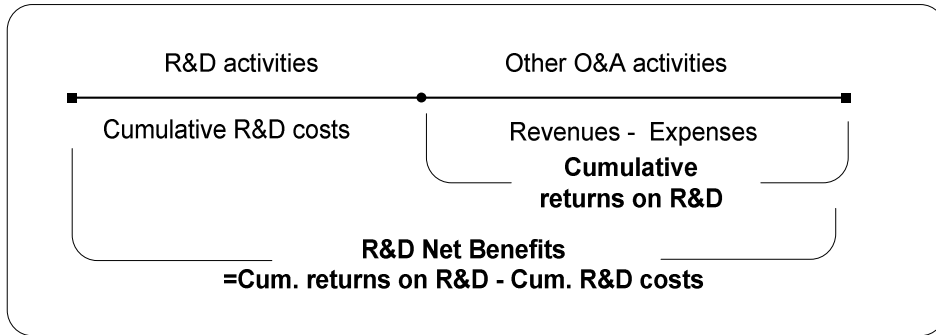 R&D activities
Other O&A activities
Cumulative R&D costs
Revenues - Expenses
Cumulative
returns on R&D
R&D Net Benefits
=Cum. returns on R&D - Cum. R&D costs